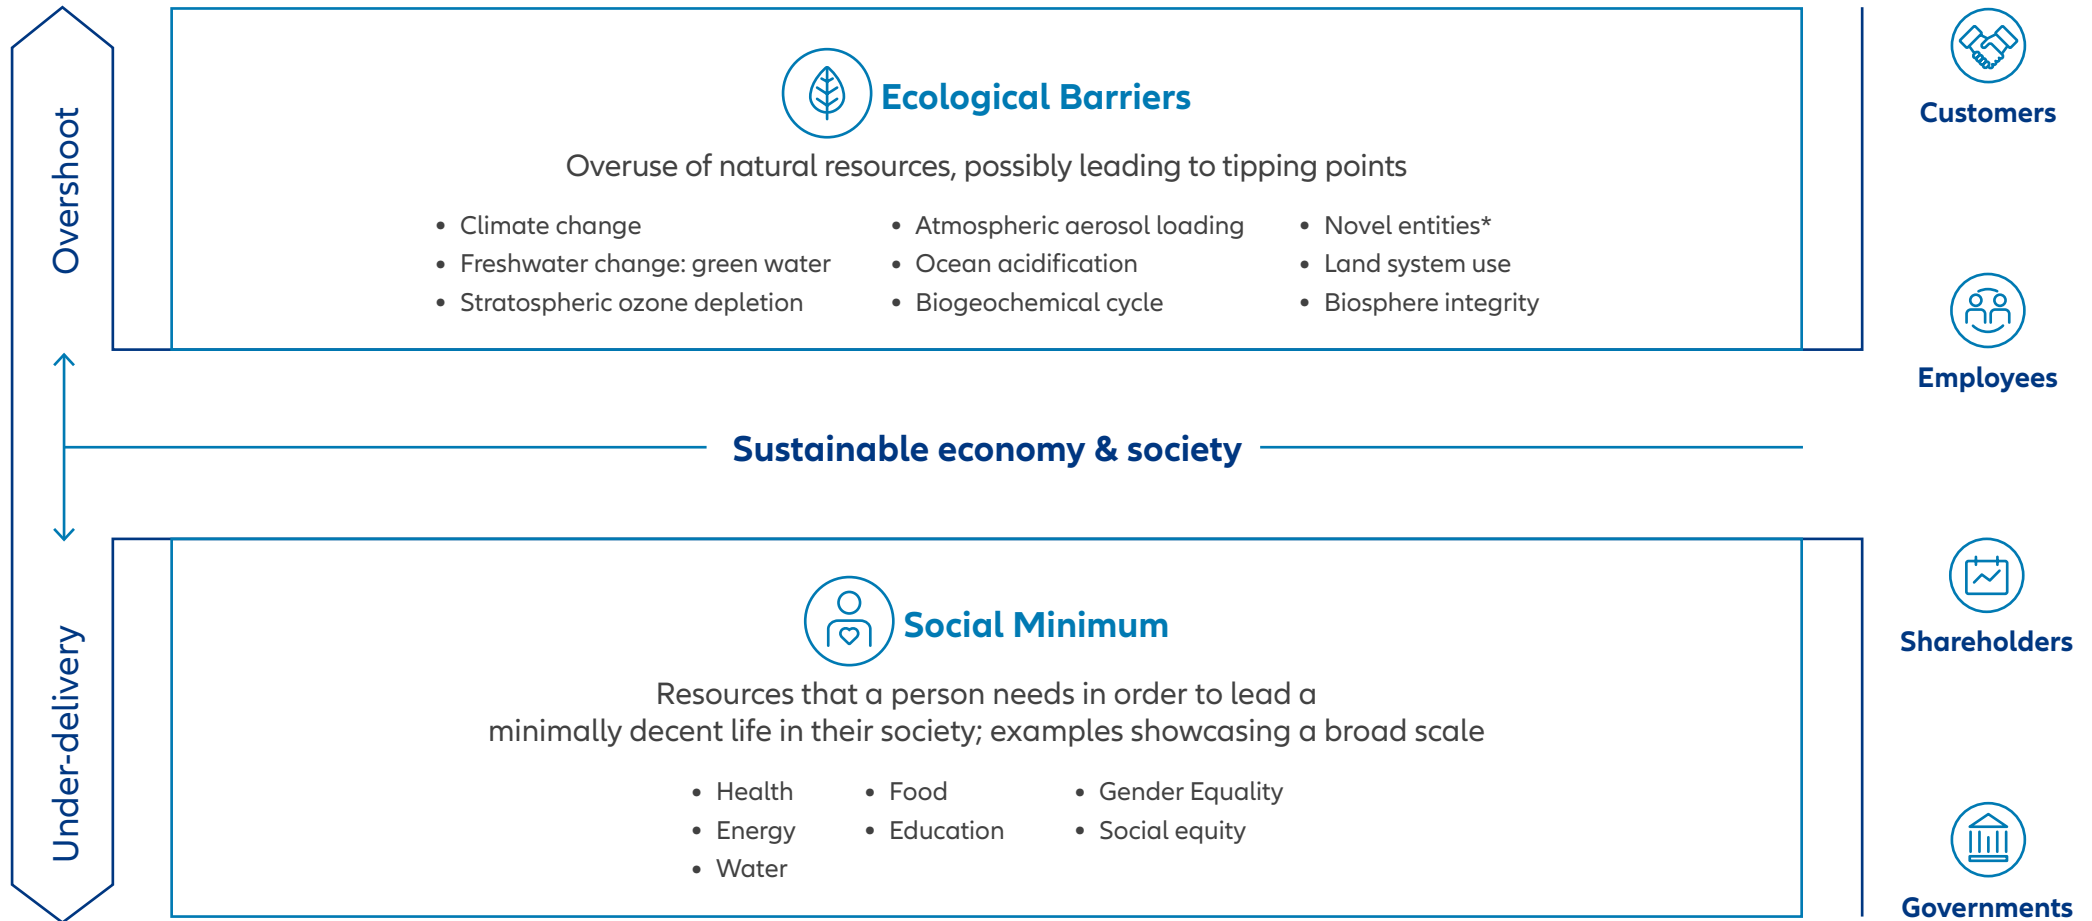 Overshoot
Ecological Barriers
Overuse of natural resources, possibly leading to tipping points
• Climate change
• Freshwater change: green water
• Stratospheric ozone depletion
• Atmospheric aerosol loading
• Ocean acidification
• Biogeochemical cycle
• Novel entities*
• Land system use
• Biosphere integrity
Sustainable economy & society
Under-delivery
Social Minimum
Resources that a person needs in order to lead a
minimally decent life in their society; examples showcasing a broad scale
• Health
• Energy
• Water
• Food
• Education
• Gender Equality
• Social equity
Customers
Employees
Shareholders
Governments